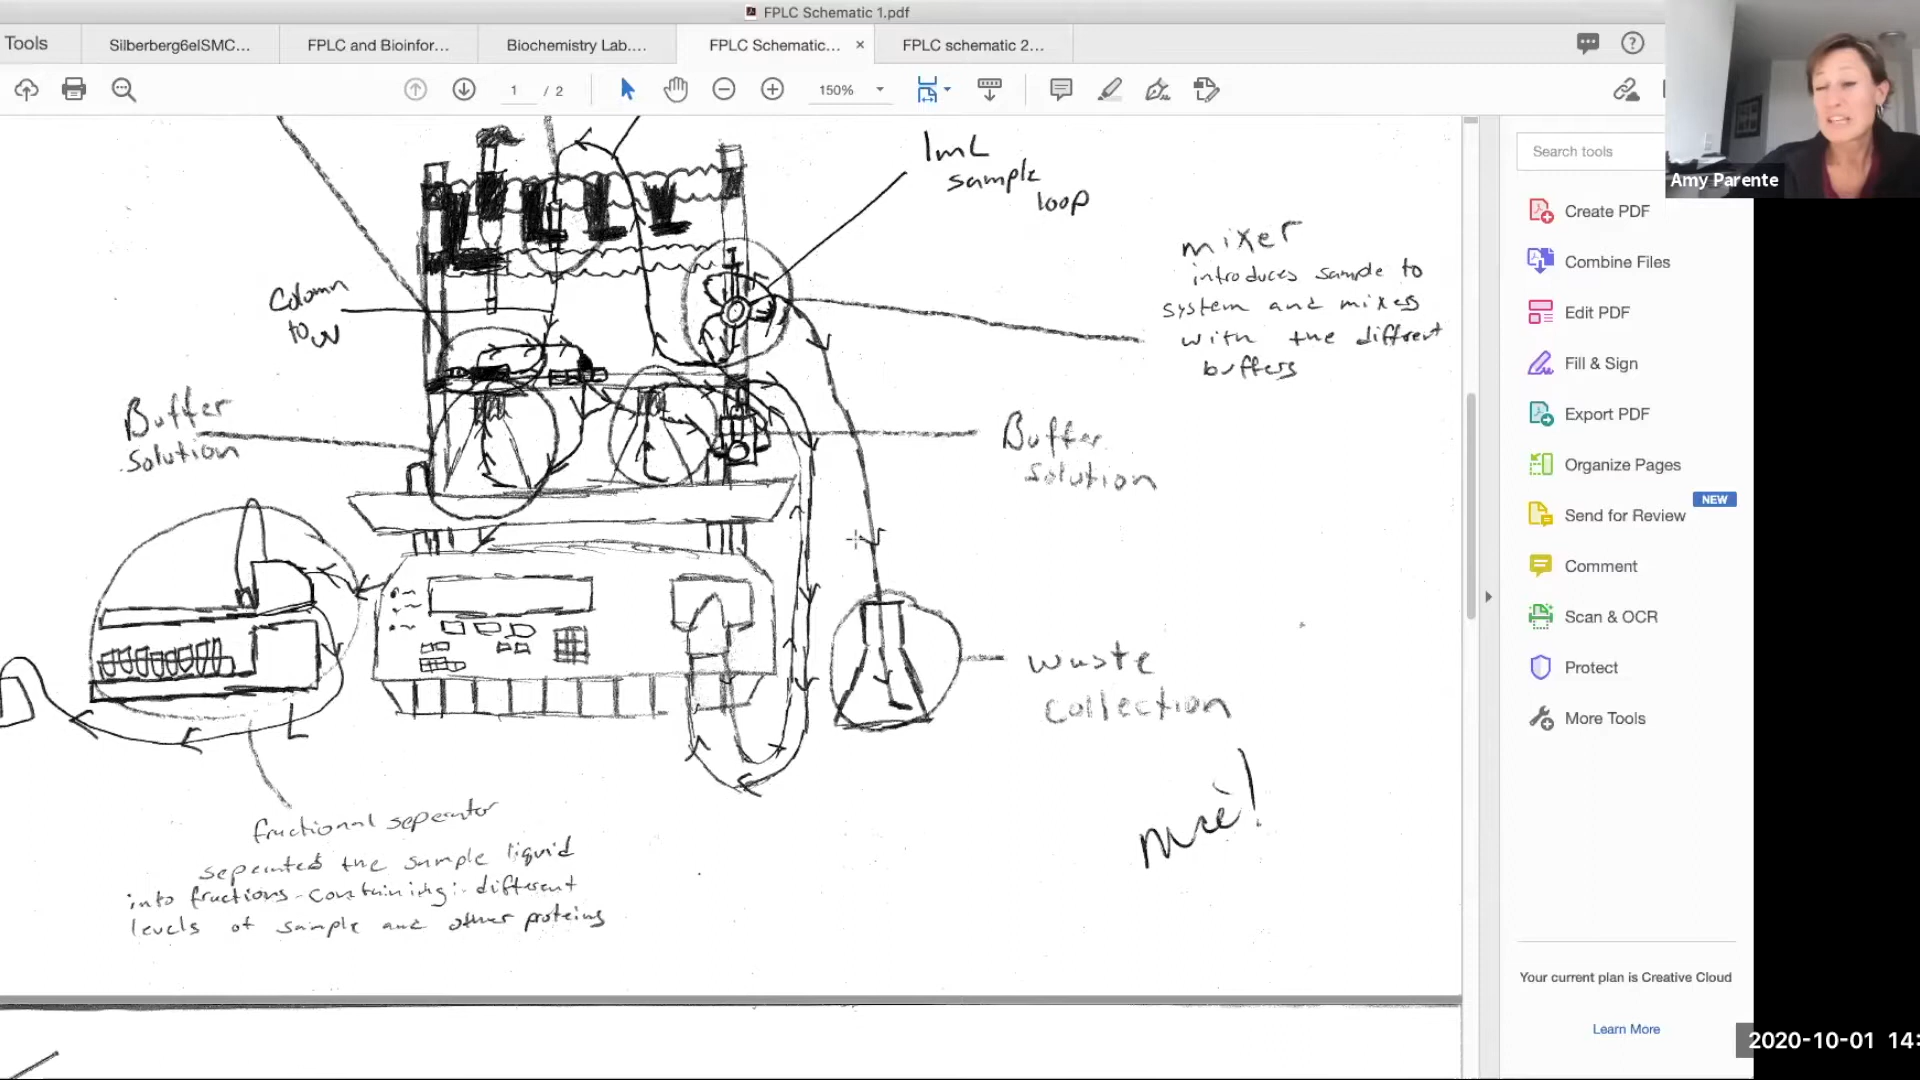 FPLC Schematic 1.pdf
Tools
Silberberg6eISMC...
FPLC and Bioinfor...
Biochemistry Lab....
FPLC Schematic...
×
FPLC schematic 2...
1 / 2
150%
Search tools
Amy Parente
Create PDF
Combine Files
Edit PDF
Fill & Sign
Export PDF
Organize Pages
NEW
Send for Review
Comment
Scan & OCR
Protect
More Tools
Your current plan is Creative Cloud
Learn More
2020-10-01 14:
1mL
sample
loop
mixer
introduces sample to
system and mixes
with the different
buffers
Column
Buffer
solution
Buffer
solution
waste
collection
fractional seperator
the sample liquid
into fractions containing different
levels of sample and other proteins